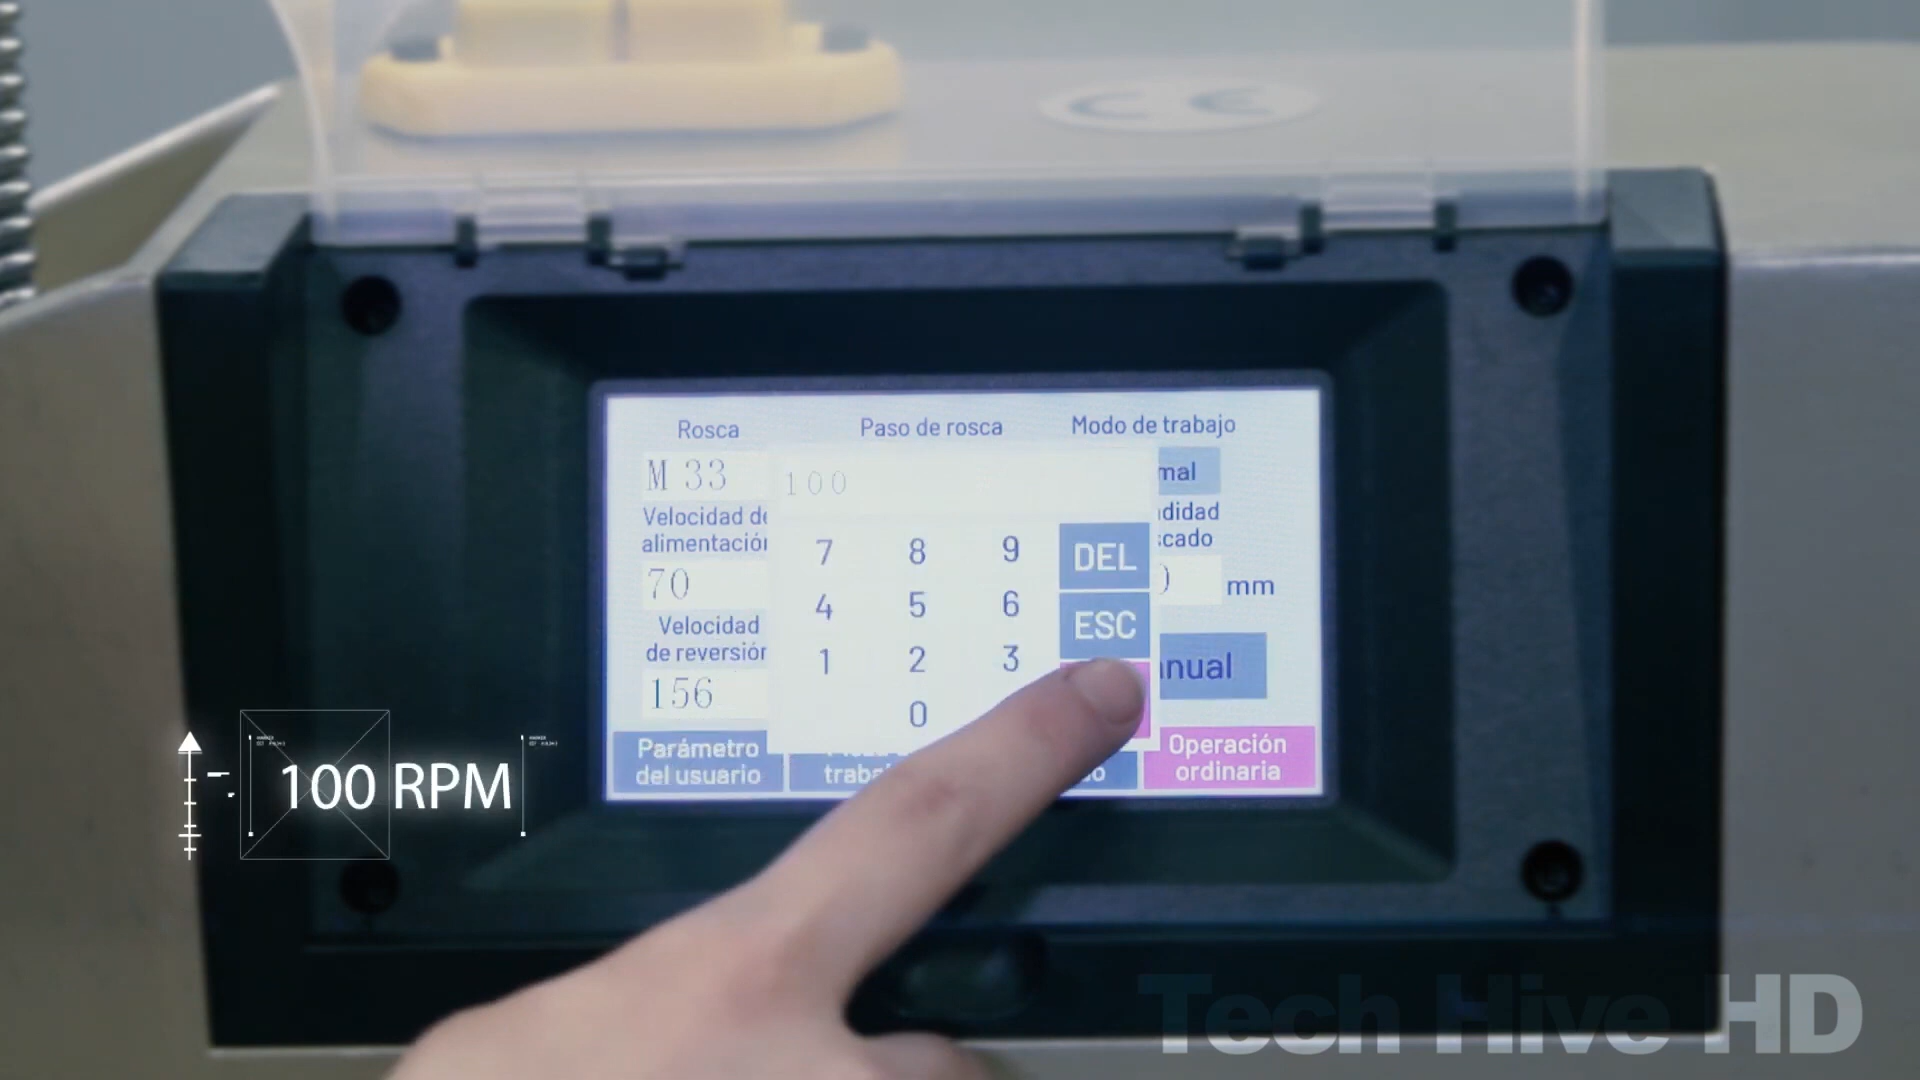 CE
Rosca
Paso de rosca
Modo de trabajo
M 33
100
mal
Velocidad de
alimentación
didad
scado
7
8
9
DEL
70
mm
4
5
6
ESC
Velocidad
de reversión
1
2
3
nual
156
0
Parámetro
del usuario
traba
Operación
ordinaria
100 RPM
Tech Hive HD